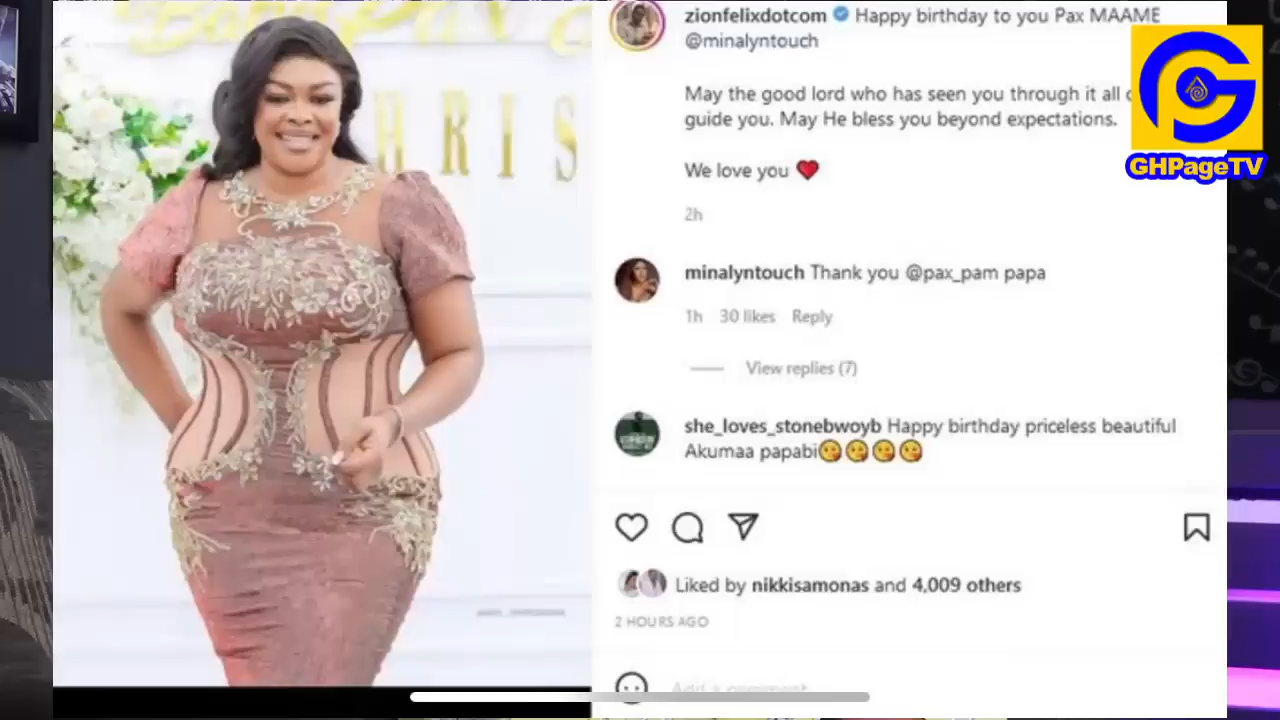 zionfelixdotcom Happy birthday to you Pax MAAME
@minalyntouch
May the good lord who has seen you through it all
guide you. May He bless you beyond expectations.
We love you ❤️
2h
minalyntouch Thank you @pax_pam papa
1h 30 likes Reply
View replies (7)
she_loves_stonebwoyb Happy birthday priceless beautiful
Akumaa papabi😘😘😘😘
Liked by nikkisamonas and 4,009 others
2 HOURS AGO
Add a comment...
GHPageTV
HRIS